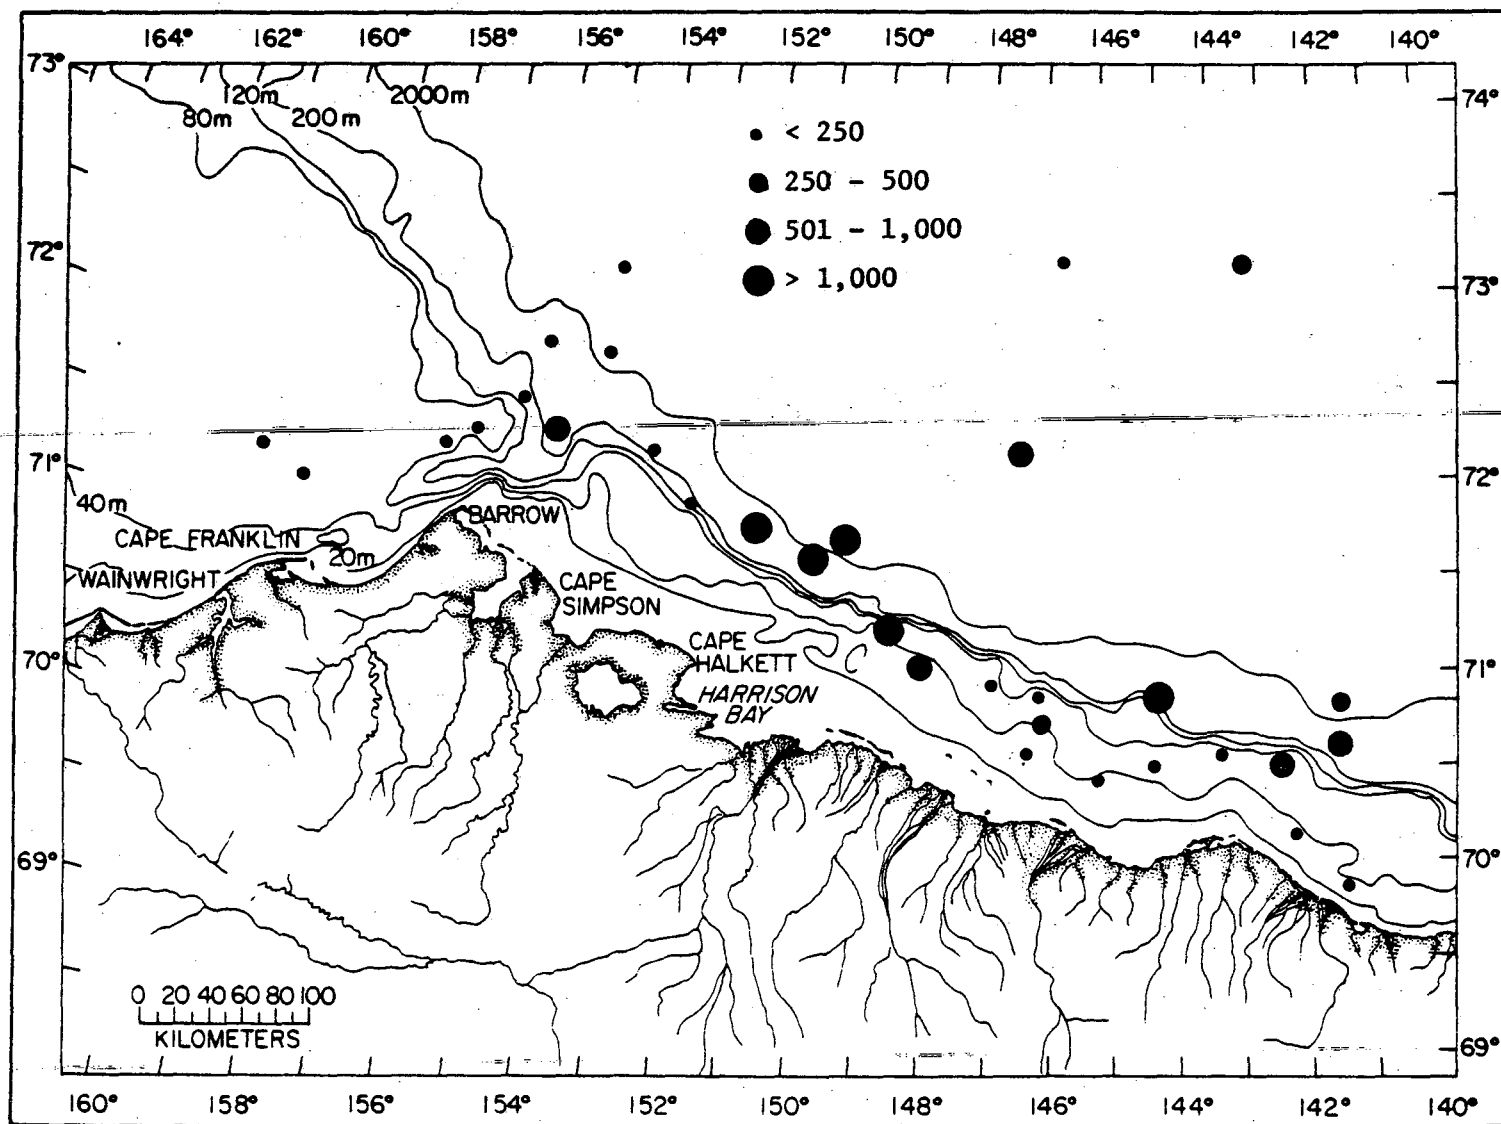 164° 162° 160° 158° 156° 154° 152° 150° 148° 146° 144° 142° 140°
73°
74°
120m
2000m
80m
200m
< 250
250 - 500
501 - 1,000
> 1,000
72°
73°
71°
72°
40m
CAPE FRANKLIN
BARROW
20m
WAINWRIGHT
CAPE
SIMPSON
CAPE
HALKETT
70°
71°
HARRISON
BAY
69°
70°
0 20 40 60 80 100
KILOMETERS
69°
160° 158° 156° 154° 152° 150° 148° 146° 144° 142° 140°